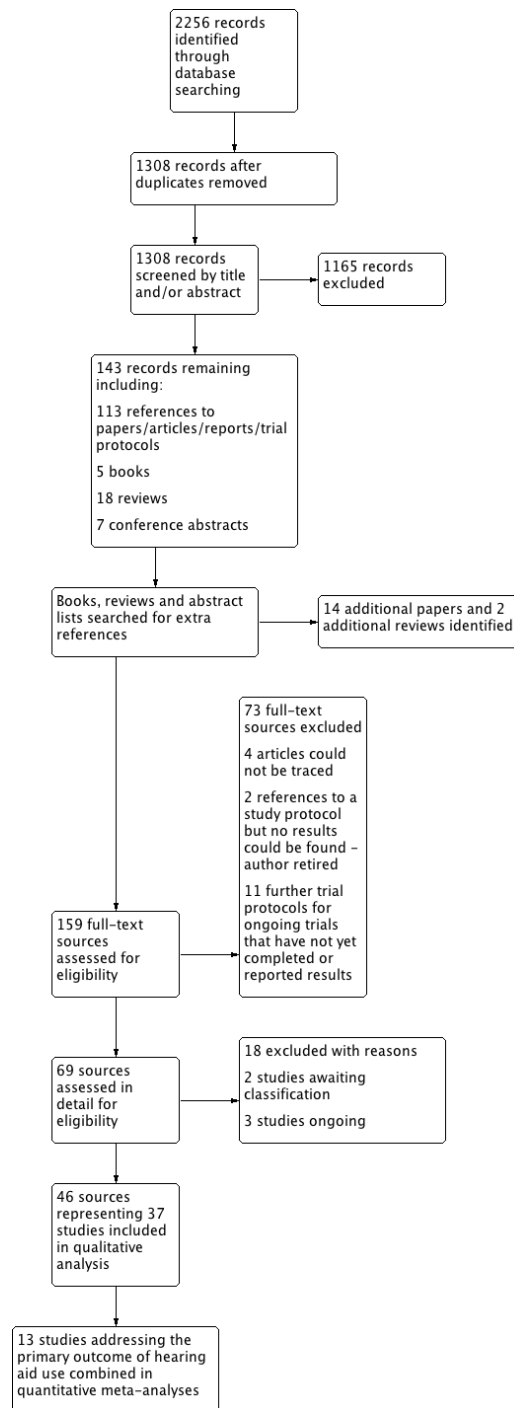 2256 records
identified
through
database
searching
1308 records after
duplicates removed
1308 records
screened by title
and/or abstract
1165 records
excluded
143 records remaining
including:
113 references to
papers/articles/reports/trial
protocols
5 books
18 reviews
7 conference abstracts
Books, reviews and abstract
lists searched for extra
references
14 additional papers and 2
additional reviews identified
73 full-text
sources excluded
4 articles could
not be traced
2 references to a
study protocol
but no results
could be found –
author retired
11 further trial
protocols for
ongoing trials
that have not yet
completed or
reported results
159 full-text
sources
assessed for
eligibility
69 sources
assessed in
detail for
eligibility
18 excluded with reasons
2 studies awaiting
classification
3 studies ongoing
46 sources
representing 37
studies included
in qualitative
analysis
13 studies addressing the
primary outcome of hearing
aid use combined in
quantitative meta-analyses